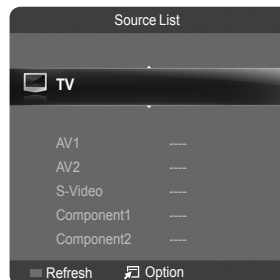 Source List
TV
AV1 ----
AV2 ----
S-Video ----
Component1 ----
Component2 ----
Refresh Option